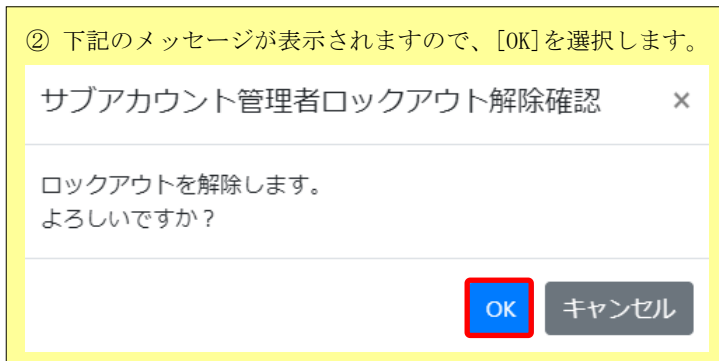 ② 下記のメッセージが表示されますので、[OK]を選択します。
サブアカウント管理者ロックアウト解除確認 ×
ロックアウトを解除します。
よろしいですか？
OK キャンセル